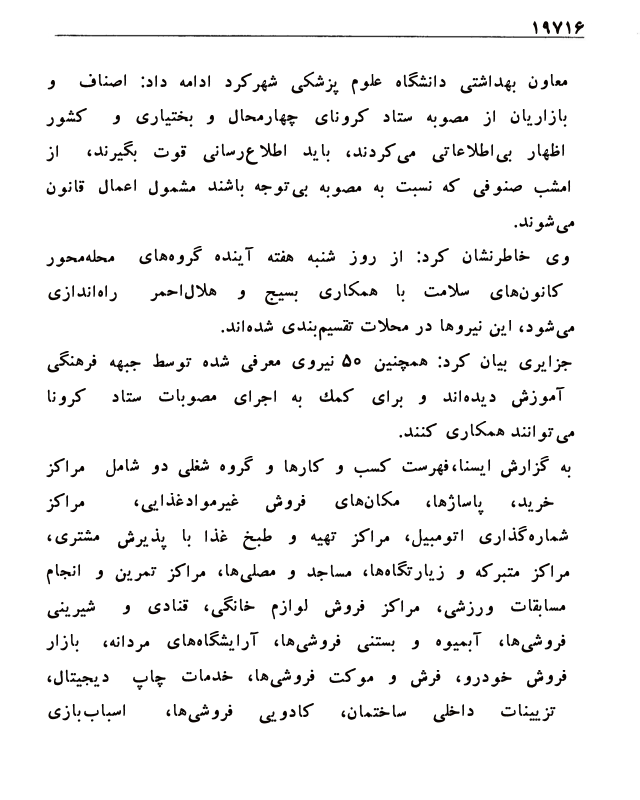 ۱۹۷۱۶
معاون بهداشتی دانشگاه علوم پزشکی شهرکرد ادامه داد: اصناف و
بازاریان از مصوبه ستاد کرونای چهارمحال و بختیاری و کشور
اظهار بی‌اطلاعاتی می‌کردند، باید اطلاع‌رسانی قوت بگیرند، از
امشب صنوفی که نسبت به مصوبه بی‌توجه باشند مشمول اعمال قانون
می‌شوند.
وی خاطرنشان کرد: از روز شنبه هفته آینده گروه‌های محله‌محور
کانون‌های سلامت با همکاری بسیج و هلال‌احمر راه‌اندازی
می‌شود، این نیروها در محلات تقسیم‌بندی شده‌اند.
جزایری بیان کرد: همچنین ۵۰ نیروی معرفی شده توسط جبهه فرهنگی
آموزش دیده‌اند و برای کمك به اجرای مصوبات ستاد کرونا
می‌توانند همکاری کنند.
به گزارش ایسنا،فهرست کسب و کارها و گروه شغلی دو شامل مراکز
خرید، پاساژها، مکان‌های فروش غیرموادغذایی، مراکز
شماره‌گذاری اتومبیل، مراکز تهیه و طبخ غذا با پذیرش مشتری،
مراکز متبرکه و زیارتگاه‌ها، مساجد و مصلی‌ها، مراکز تمرین و انجام
مسابقات ورزشی، مراکز فروش لوازم خانگی، قنادی و شیرینی
فروشی‌ها، آبمیوه و بستنی فروشی‌ها، آرایشگاه‌های مردانه، بازار
فروش خودرو، فرش و موکت فروشی‌ها، خدمات چاپ دیجیتال،
تزیینات داخلی ساختمان، کادویی فروشی‌ها، اسباب‌بازی